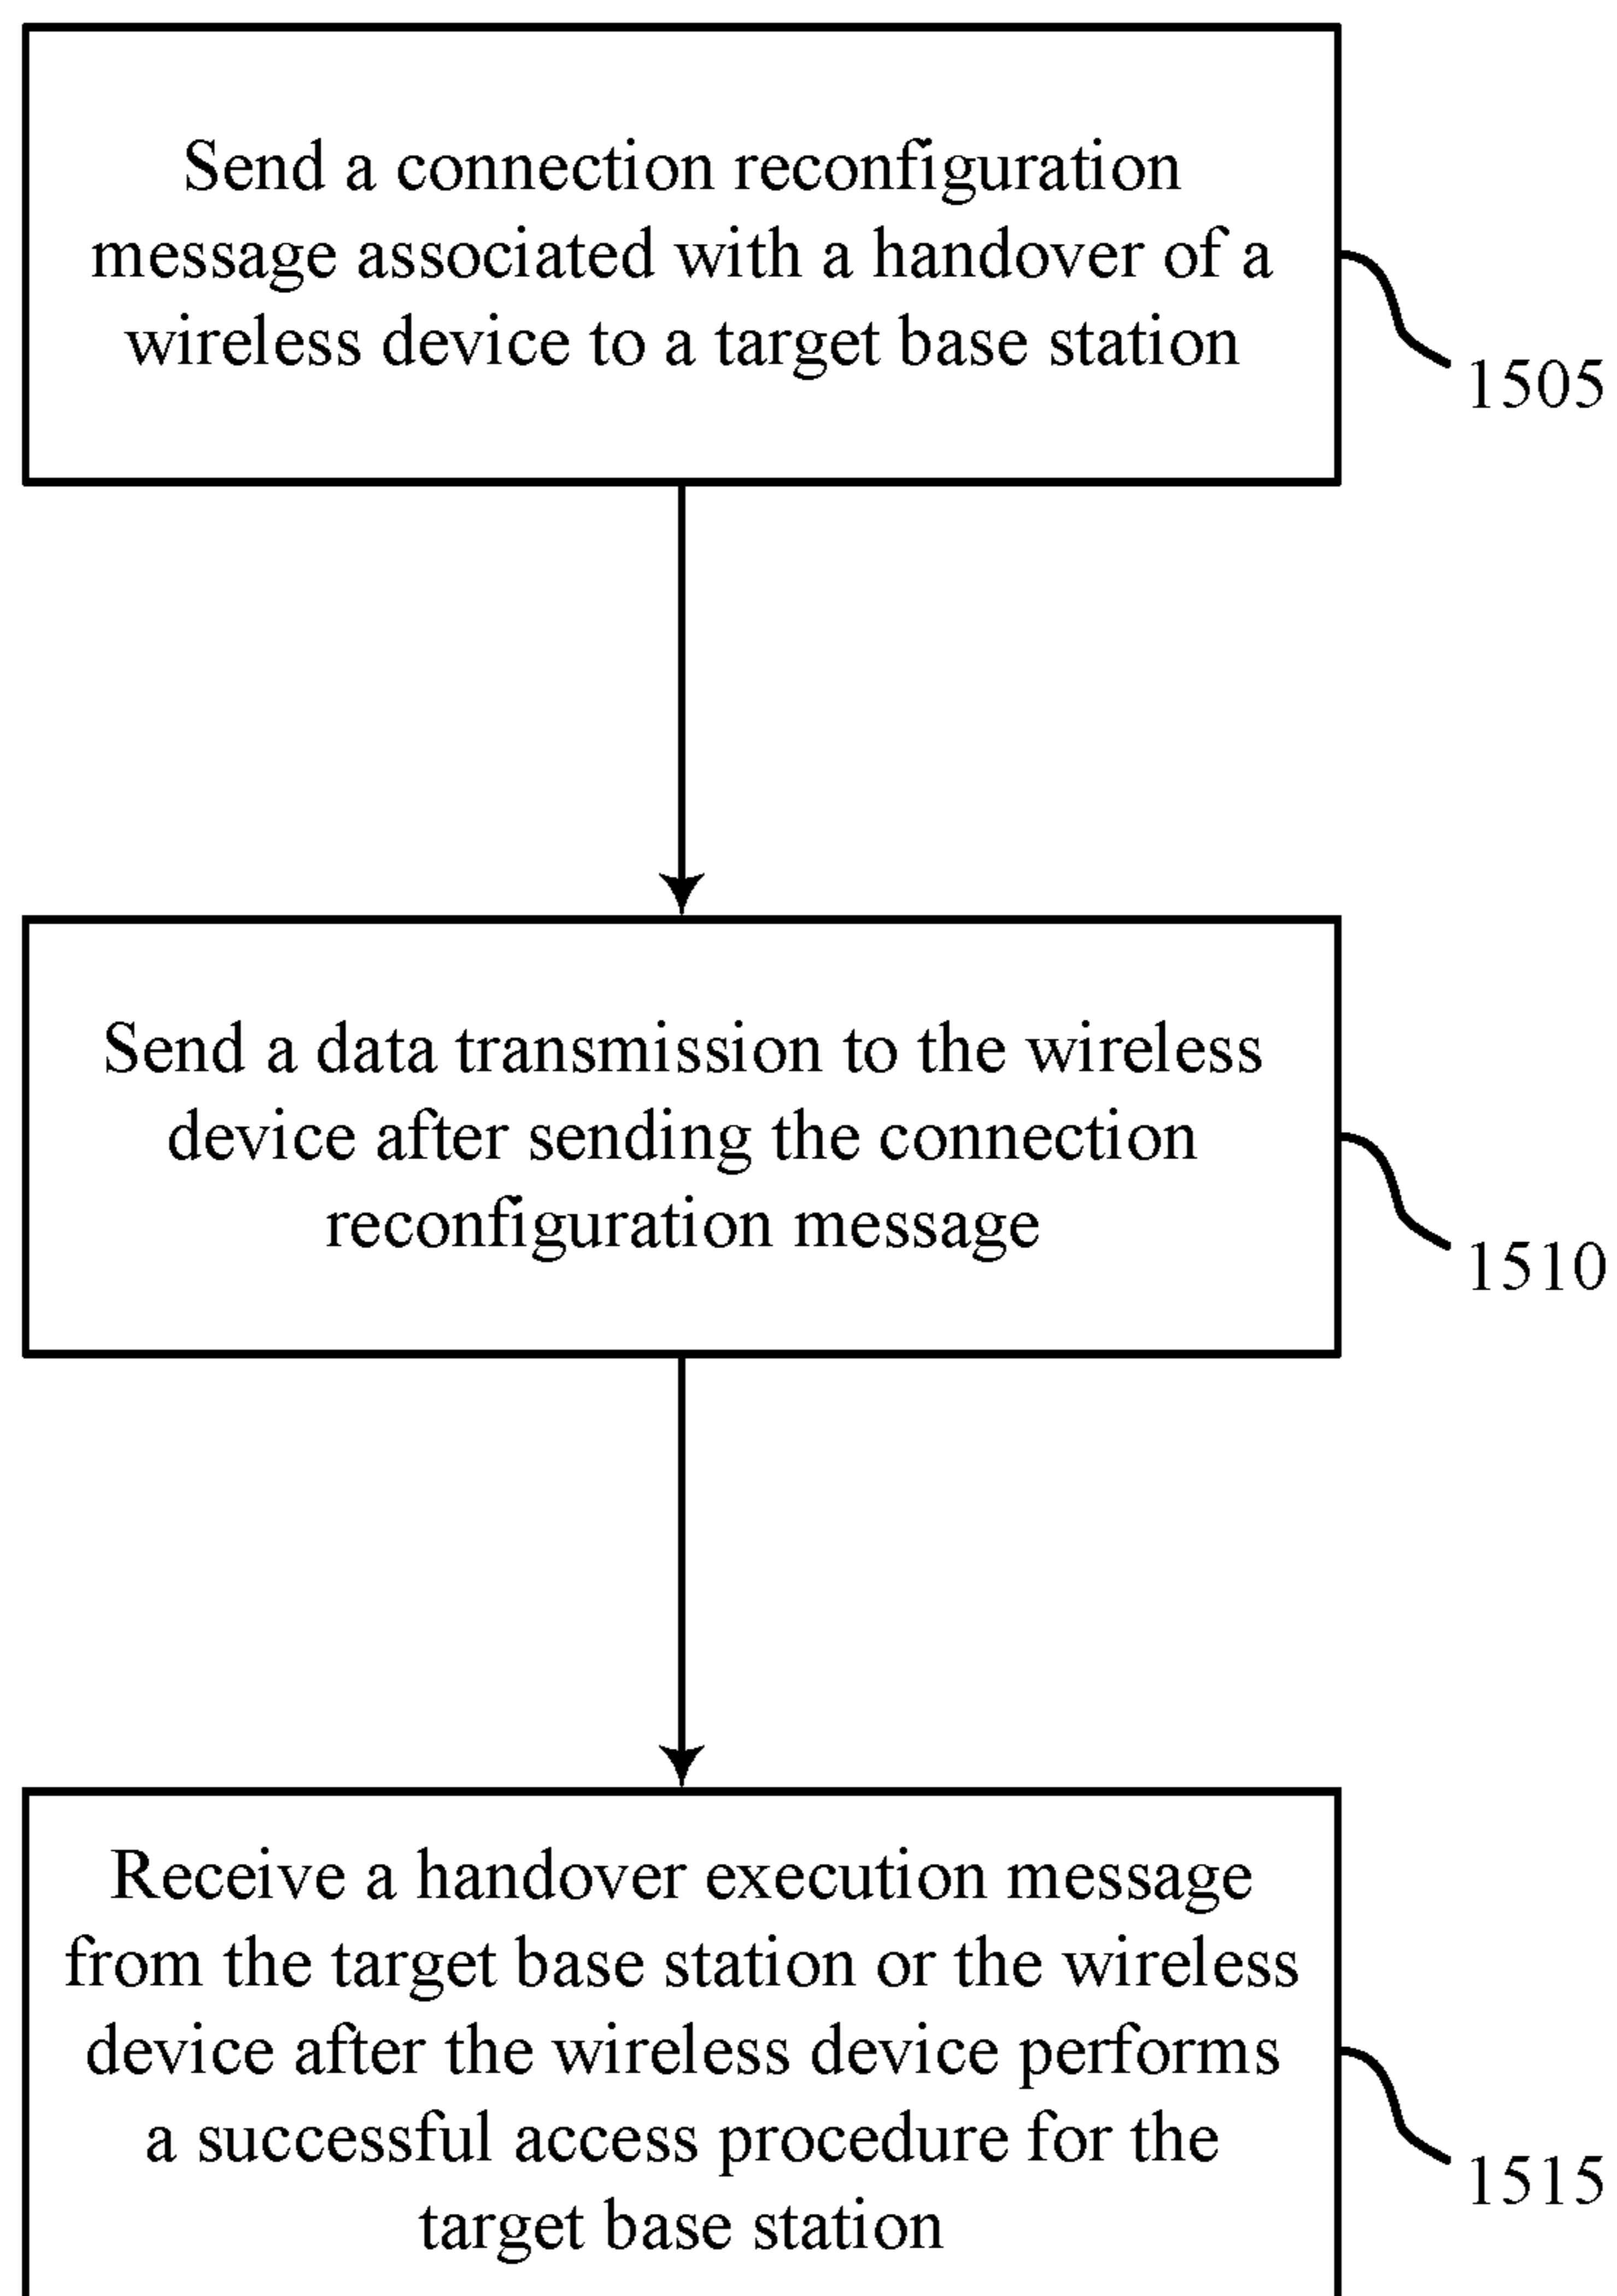 Send a connection reconfiguration
message associated with a handover of a
wireless device to a target base station
1505
Send a data transmission to the wireless
device after sending the connection
reconfiguration message
1510
Receive a handover execution message
from the target base station or the wireless
device after the wireless device performs
a successful access procedure for the
target base station
1515